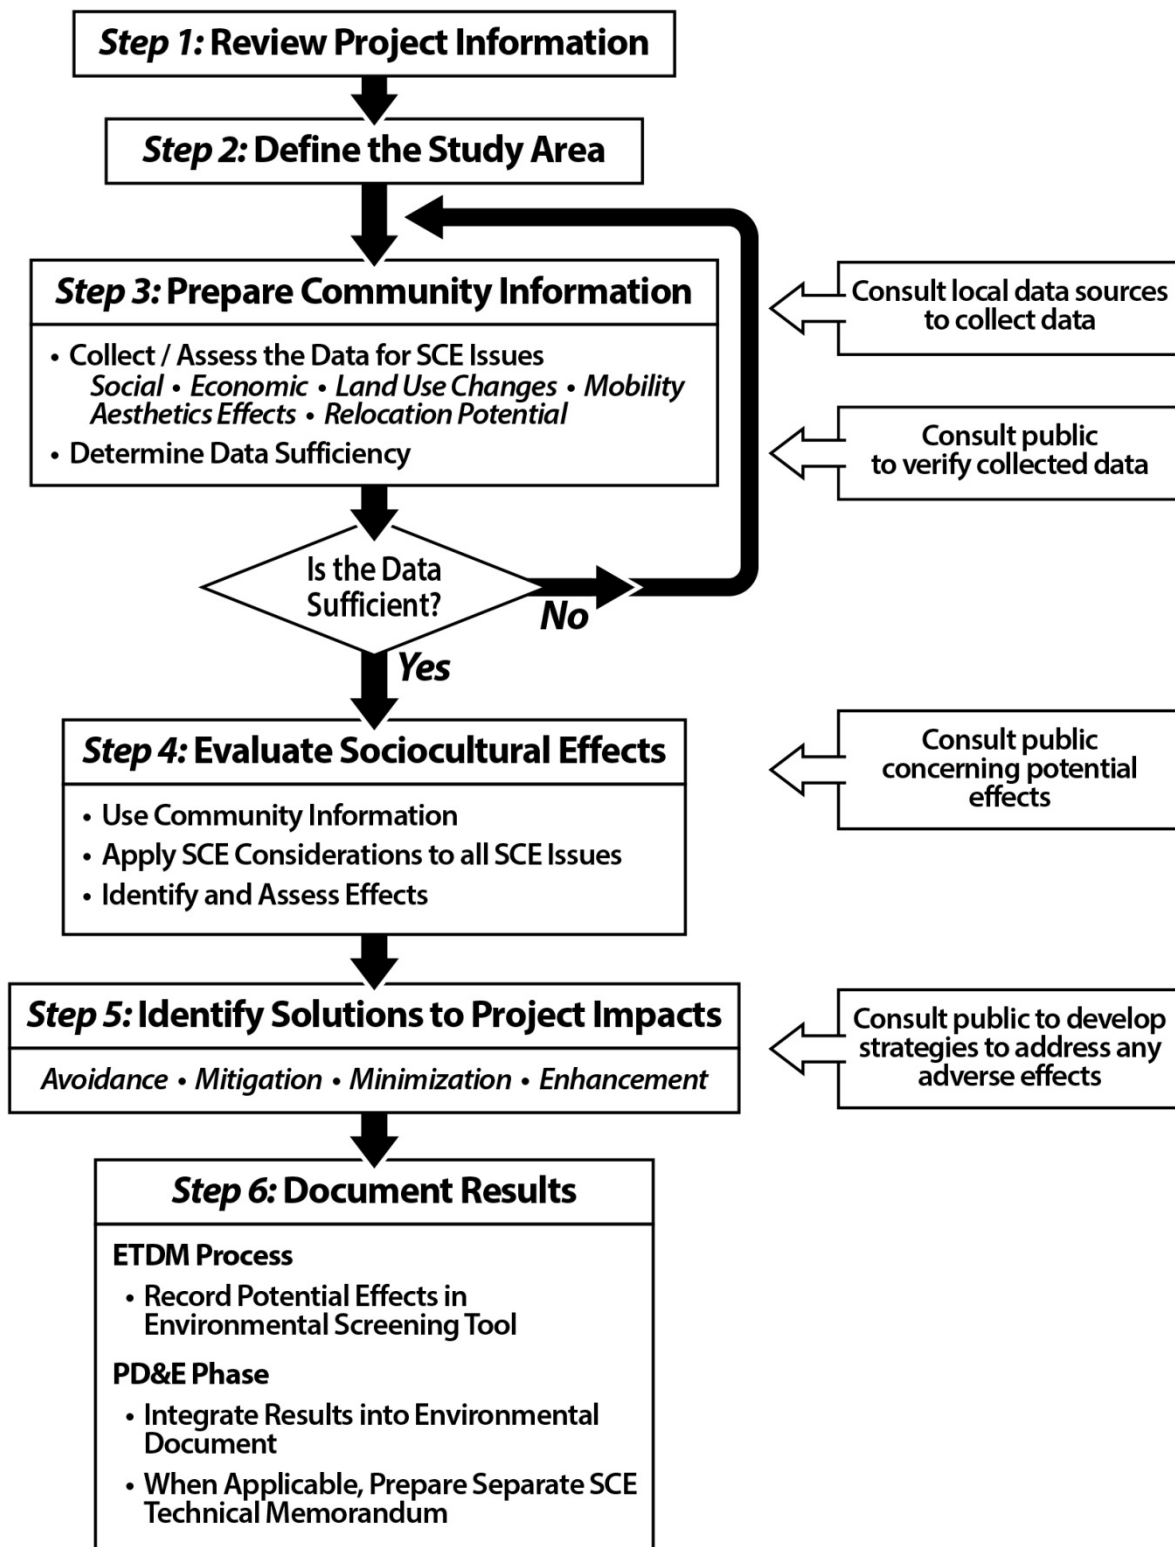 Step 1: Review Project Information
Step 2: Define the Study Area
Step 3: Prepare Community Information
• Collect / Assess the Data for SCE Issues
Social • Economic • Land Use Changes • Mobility
Aesthetics Effects • Relocation Potential
• Determine Data Sufficiency
Consult local data sources
to collect data
Consult public
to verify collected data
Is the Data
Sufficient?
No
Yes
Step 4: Evaluate Sociocultural Effects
• Use Community Information
• Apply SCE Considerations to all SCE Issues
• Identify and Assess Effects
Consult public
concerning potential
effects
Step 5: Identify Solutions to Project Impacts
Avoidance • Mitigation • Minimization • Enhancement
Consult public to develop
strategies to address any
adverse effects
Step 6: Document Results
ETDM Process
• Record Potential Effects in
Environmental Screening Tool
PD&E Phase
• Integrate Results into Environmental
Document
• When Applicable, Prepare Separate SCE
Technical Memorandum